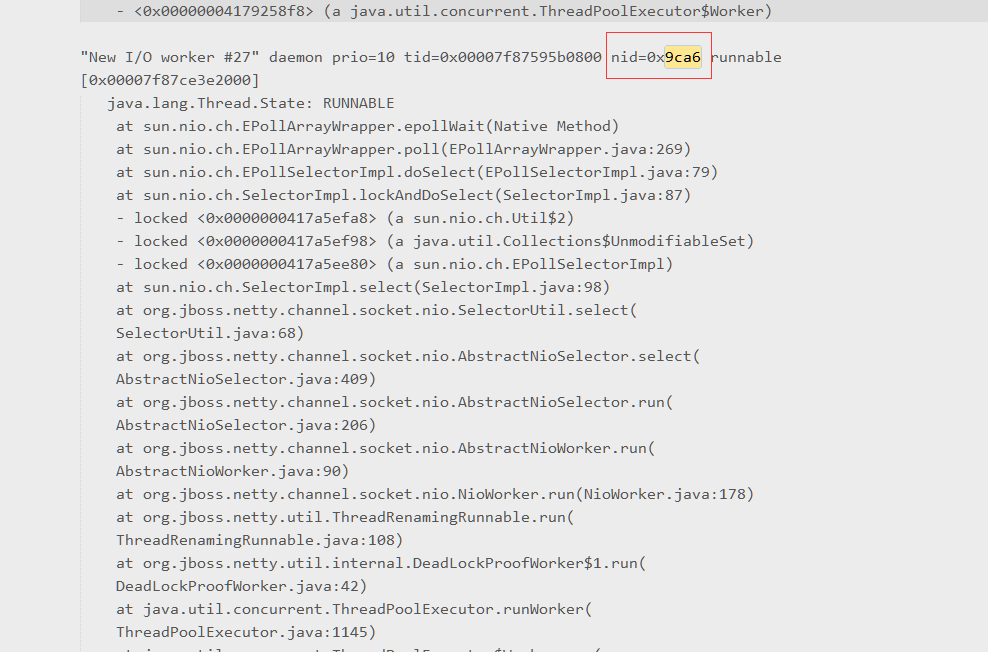 - <0x00000004179258f8> (a java.util.concurrent.ThreadPoolExecutor$Worker)
"New I/O worker #27" daemon prio=10 tid=0x00007f87595b0800 nid=0x9ca6 runnable
[0x00007f87ce3e2000]
java.lang.Thread.State: RUNNABLE
at sun.nio.ch.EPollArrayWrapper.epollWait(Native Method)
at sun.nio.ch.EPollArrayWrapper.poll(EPollArrayWrapper.java:269)
at sun.nio.ch.EPollSelectorImpl.doSelect(EPollSelectorImpl.java:79)
at sun.nio.ch.SelectorImpl.lockAndDoSelect(SelectorImpl.java:87)
- locked <0x0000000417a5efa8> (a sun.nio.ch.Util$2)
- locked <0x0000000417a5ef98> (a java.util.Collections$UnmodifiableSet)
- locked <0x0000000417a5ee80> (a sun.nio.ch.EPollSelectorImpl)
at sun.nio.ch.SelectorImpl.select(SelectorImpl.java:98)
at org.jboss.netty.channel.socket.nio.SelectorUtil.select(
SelectorUtil.java:68)
at org.jboss.netty.channel.socket.nio.AbstractNioSelector.select(
AbstractNioSelector.java:409)
at org.jboss.netty.channel.socket.nio.AbstractNioSelector.run(
AbstractNioSelector.java:206)
at org.jboss.netty.channel.socket.nio.AbstractNioWorker.run(
AbstractNioWorker.java:90)
at org.jboss.netty.channel.socket.nio.NioWorker.run(NioWorker.java:178)
at org.jboss.netty.util.ThreadRenamingRunnable.run(
ThreadRenamingRunnable.java:108)
at org.jboss.netty.util.internal.DeadLockProofWorker$1.run(
DeadLockProofWorker.java:42)
at java.util.concurrent.ThreadPoolExecutor.runWorker(
ThreadPoolExecutor.java:1145)